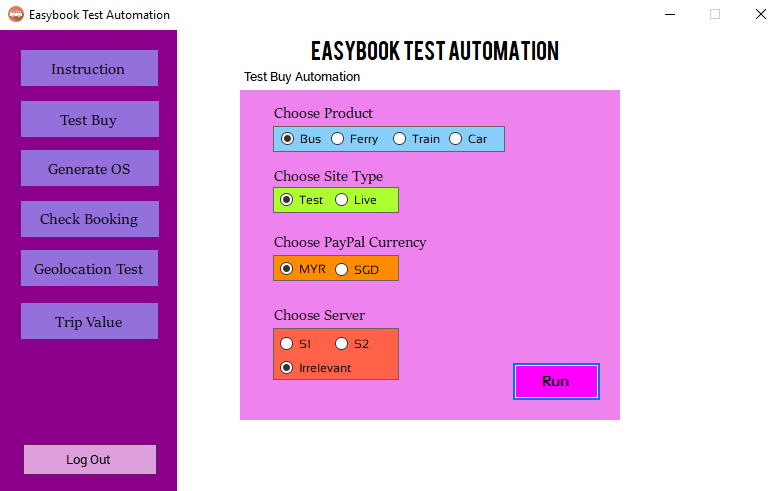 Easybook Test Automation
EASYBOOK TEST AUTOMATION
Test Buy Automation
Instruction
Test Buy
Generate OS
Check Booking
Geolocation Test
Trip Value
Log Out
Choose Product
Bus Ferry Train Car
Choose Site Type
Test Live
Choose PayPal Currency
MYR SGD
Choose Server
S1 S2
Irrelevant
Run